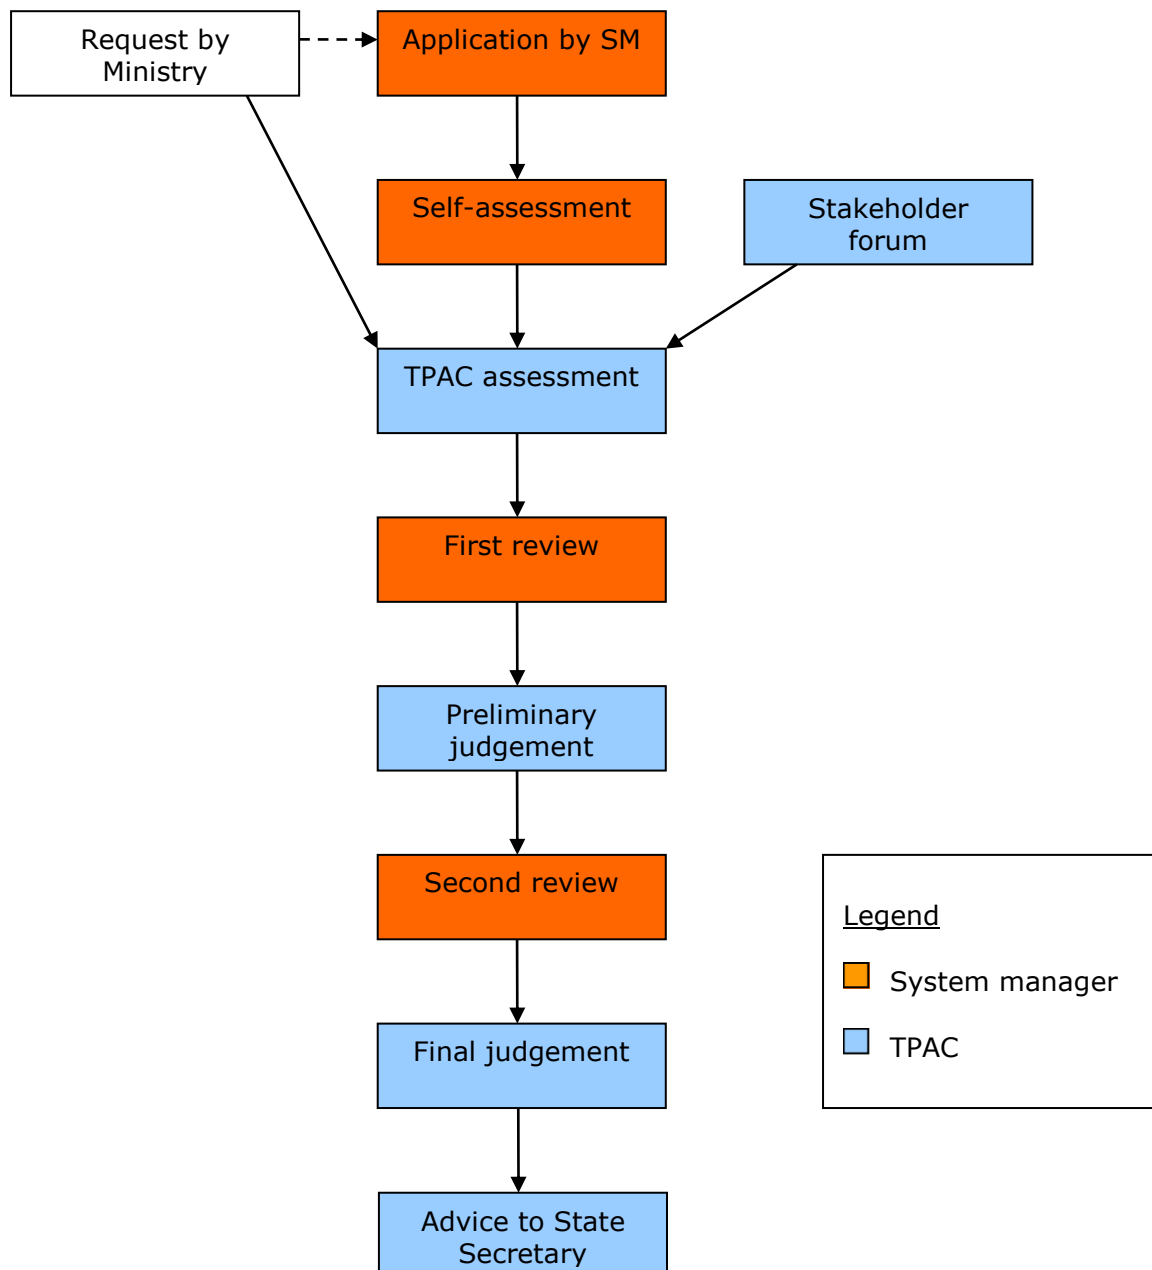 Request by
Ministry
Application by SM
Self-assessment
Stakeholder
forum
TPAC assessment
First review
Preliminary
judgement
Second review
Legend
System manager
TPAC
Final judgement
Advice to State
Secretary